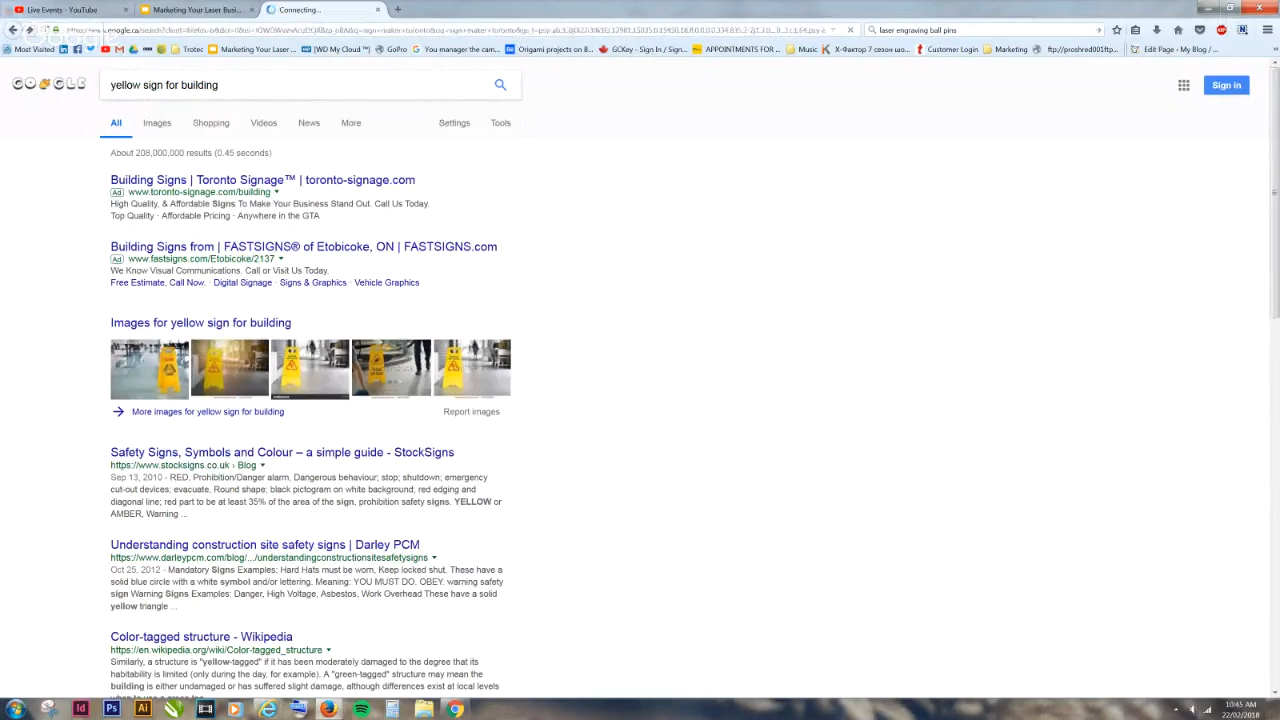 Live Events - YouTube
Marketing Your Laser Busi...
Connecting...
laser engraving ball pins
Most Visited
Trotec
Marketing Your Laser ...
[WD My Cloud ™]
GoPro
You manage the cam...
Origami projects on B...
GCKey - Sign In / Sign...
APPOINTMENTS FOR ...
Music
Х-Фактор 7 сезон шо...
Customer Login
Marketing
ftp://proshred001ftp...
Edit Page ‹ My Blog / ...
GOOGLE
yellow sign for building
Sign in
All Images Shopping Videos News More Settings Tools
About 208,000,000 results (0.45 seconds)
Building Signs | Toronto Signage™ | toronto-signage.com
Ad www.toronto-signage.com/building
High Quality, & Affordable Signs To Make Your Business Stand Out. Call Us Today.
Top Quality · Affordable Pricing · Anywhere in the GTA
Building Signs from | FASTSIGNS® of Etobicoke, ON | FASTSIGNS.com
Ad www.fastsigns.com/Etobicoke/2137
We Know Visual Communications. Call or Visit Us Today.
Free Estimate, Call Now. · Digital Signage · Signs & Graphics · Vehicle Graphics
Images for yellow sign for building
More images for yellow sign for building
Report images
Safety Signs, Symbols and Colour – a simple guide - StockSigns
https://www.stocksigns.co.uk › Blog
Sep 13, 2010 - RED, Prohibition/Danger alarm, Dangerous behaviour; stop; shutdown; emergency
cut-out devices; evacuate, Round shape; black pictogram on white background; red edging and
diagonal line; red part to be at least 35% of the area of the sign, prohibition safety signs. YELLOW or
AMBER, Warning ...
Understanding construction site safety signs | Darley PCM
https://www.darleypcm.com/blog/.../understandingconstructionsitesafetysigns
Oct 25, 2012 - Mandatory Signs Examples: Hard Hats must be worn, Keep locked shut. These have a
solid blue circle with a white symbol and/or lettering. Meaning: YOU MUST DO. OBEY. warning safety
sign Warning Signs Examples: Danger, High Voltage, Asbestos, Work Overhead These have a solid
yellow triangle ...
Color-tagged structure - Wikipedia
https://en.wikipedia.org/wiki/Color-tagged_structure
Similarly, a structure is "yellow-tagged" if it has been moderately damaged to the degree that its
habitability is limited (only during the day, for example). A "green-tagged" structure may mean the
building is either undamaged or has suffered slight damage, although differences exist at local levels
Id
Ps
Ai
10:45 AM
22/02/2018